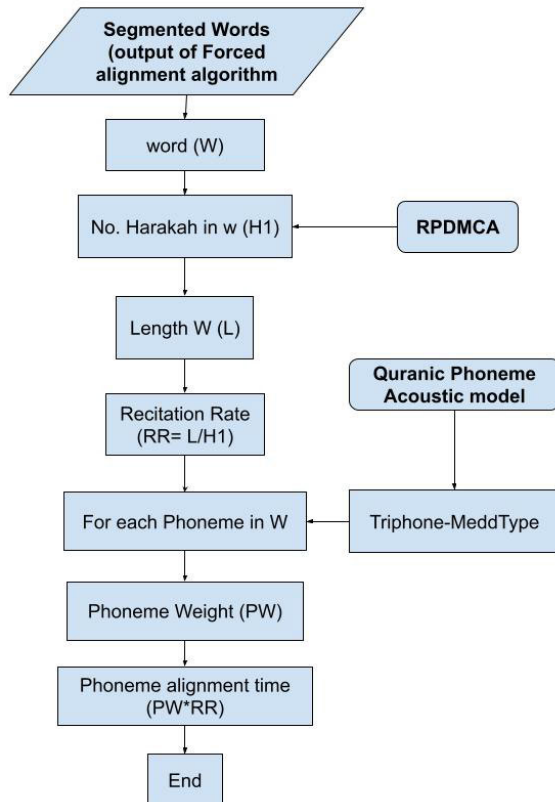 Segmented Words
(output of Forced
alignment algorithm
word (W)
No. Harakah in w (H1)
RPDMCA
Length W (L)
Quranic Phoneme
Acoustic model
Recitation Rate
(RR= L/H1)
For each Phoneme in W
Triphone-MeddType
Phoneme Weight (PW)
Phoneme alignment time
(PW*RR)
End